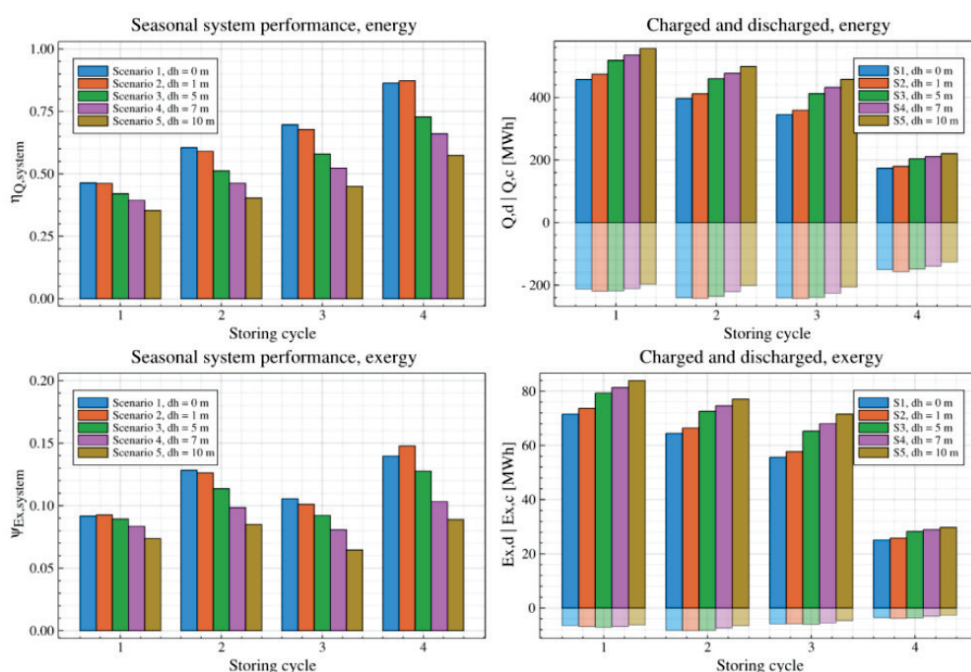 Seasonal system performance, energy
1.00
0.75
0.50
0.25
0.00
ηQ,system
Scenario 1, dh = 0 m
Scenario 2, dh = 1 m
Scenario 3, dh = 5 m
Scenario 4, dh = 7 m
Scenario 5, dh = 10 m
1 2 3 4
Storing cycle
Charged and discharged, energy
400
200
0
- 200
Q,d | Q,c [MWh]
S1, dh = 0 m
S2, dh = 1 m
S3, dh = 5 m
S4, dh = 7 m
S5, dh = 10 m
1 2 3 4
Storing cycle
Seasonal system performance, exergy
0.20
0.15
0.10
0.05
0.00
ψEx,system
Scenario 1, dh = 0 m
Scenario 2, dh = 1 m
Scenario 3, dh = 5 m
Scenario 4, dh = 7 m
Scenario 5, dh = 10 m
1 2 3 4
Storing cycle
Charged and discharged, exergy
80
60
40
20
0
Ex,d | Ex,c [MWh]
S1, dh = 0 m
S2, dh = 1 m
S3, dh = 5 m
S4, dh = 7 m
S5, dh = 10 m
1 2 3 4
Storing cycle